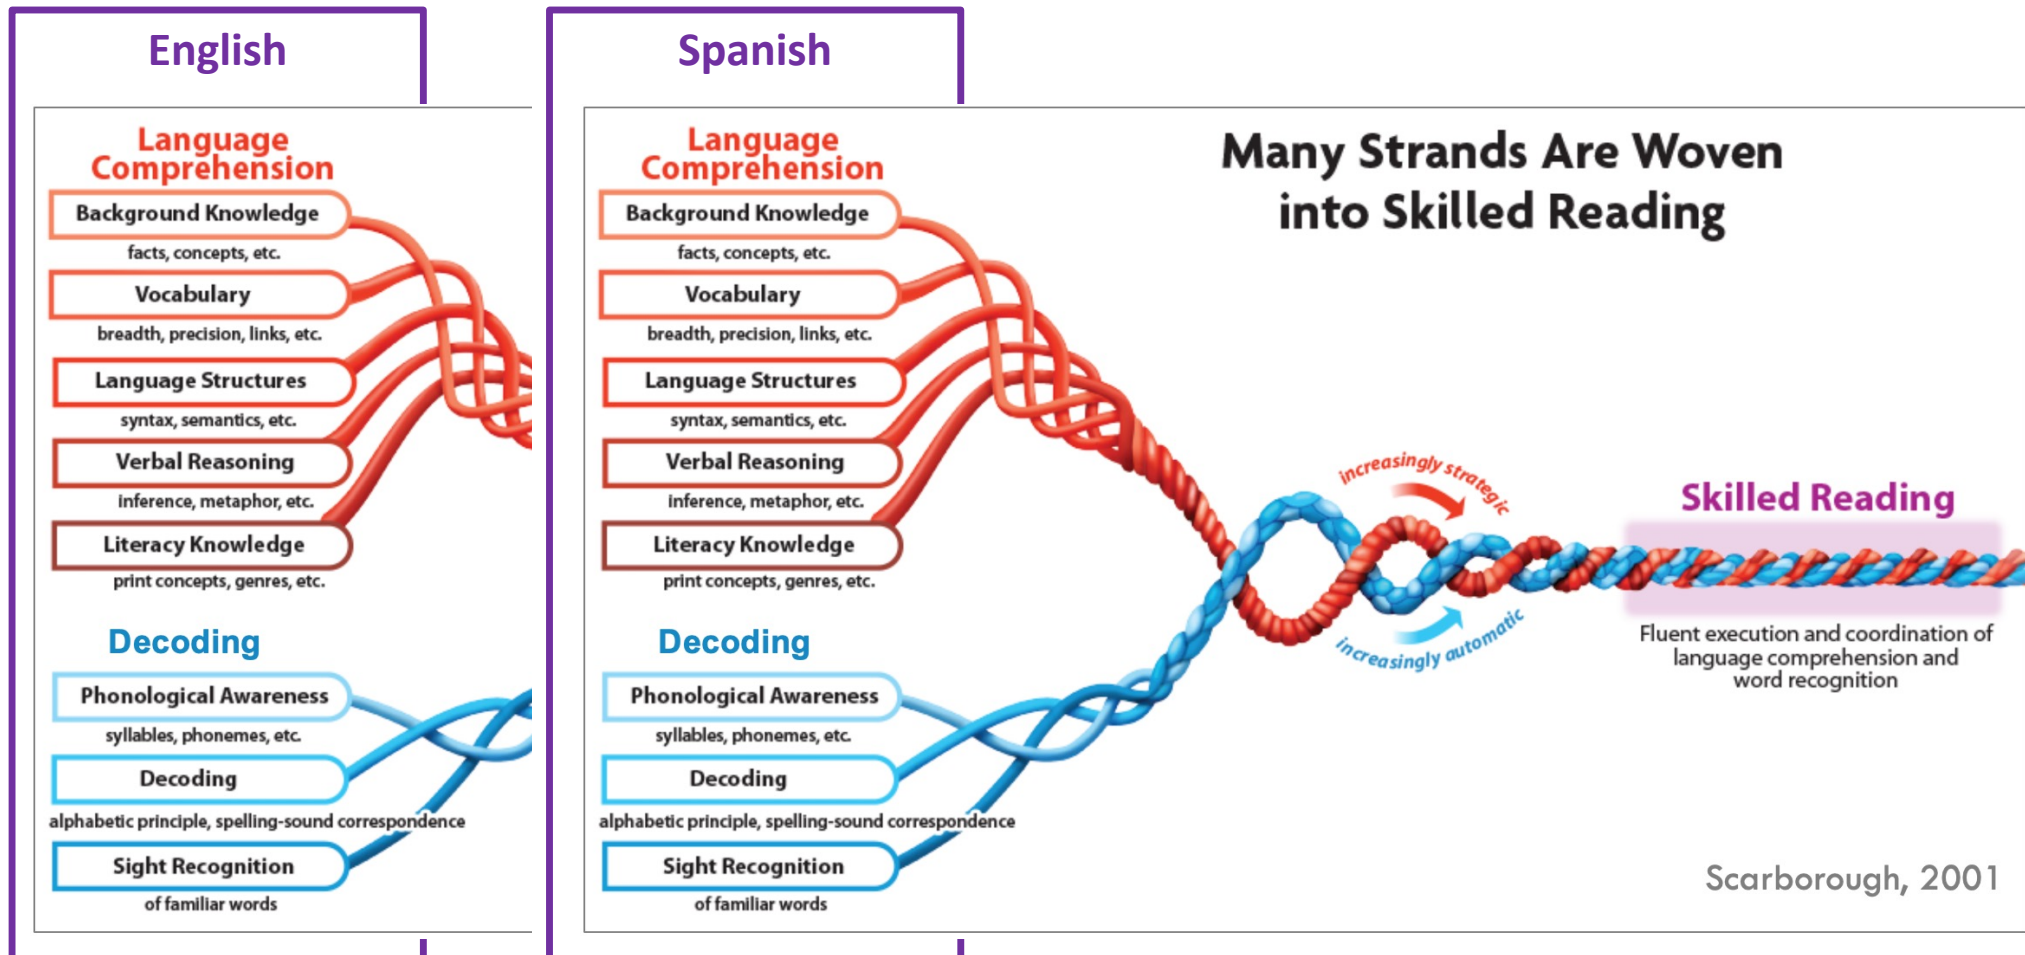 English
Language
Comprehension
Background Knowledge
facts, concepts, etc.
Vocabulary
breadth, precision, links, etc.
Language Structures
syntax, semantics, etc.
Verbal Reasoning
inference, metaphor, etc.
Literacy Knowledge
print concepts, genres, etc.
Decoding
Phonological Awareness
syllables, phonemes, etc.
Decoding
alphabetic principle, spelling-sound correspondence
Sight Recognition
of familiar words
Spanish
Language
Comprehension
Background Knowledge
facts, concepts, etc.
Vocabulary
breadth, precision, links, etc.
Language Structures
syntax, semantics, etc.
Verbal Reasoning
inference, metaphor, etc.
Literacy Knowledge
print concepts, genres, etc.
Decoding
Phonological Awareness
syllables, phonemes, etc.
Decoding
alphabetic principle, spelling-sound correspondence
Sight Recognition
of familiar words
Many Strands Are Woven
into Skilled Reading
increasingly strategic
increasingly automatic
Skilled Reading
Fluent execution and coordination of
language comprehension and
word recognition
Scarborough, 2001